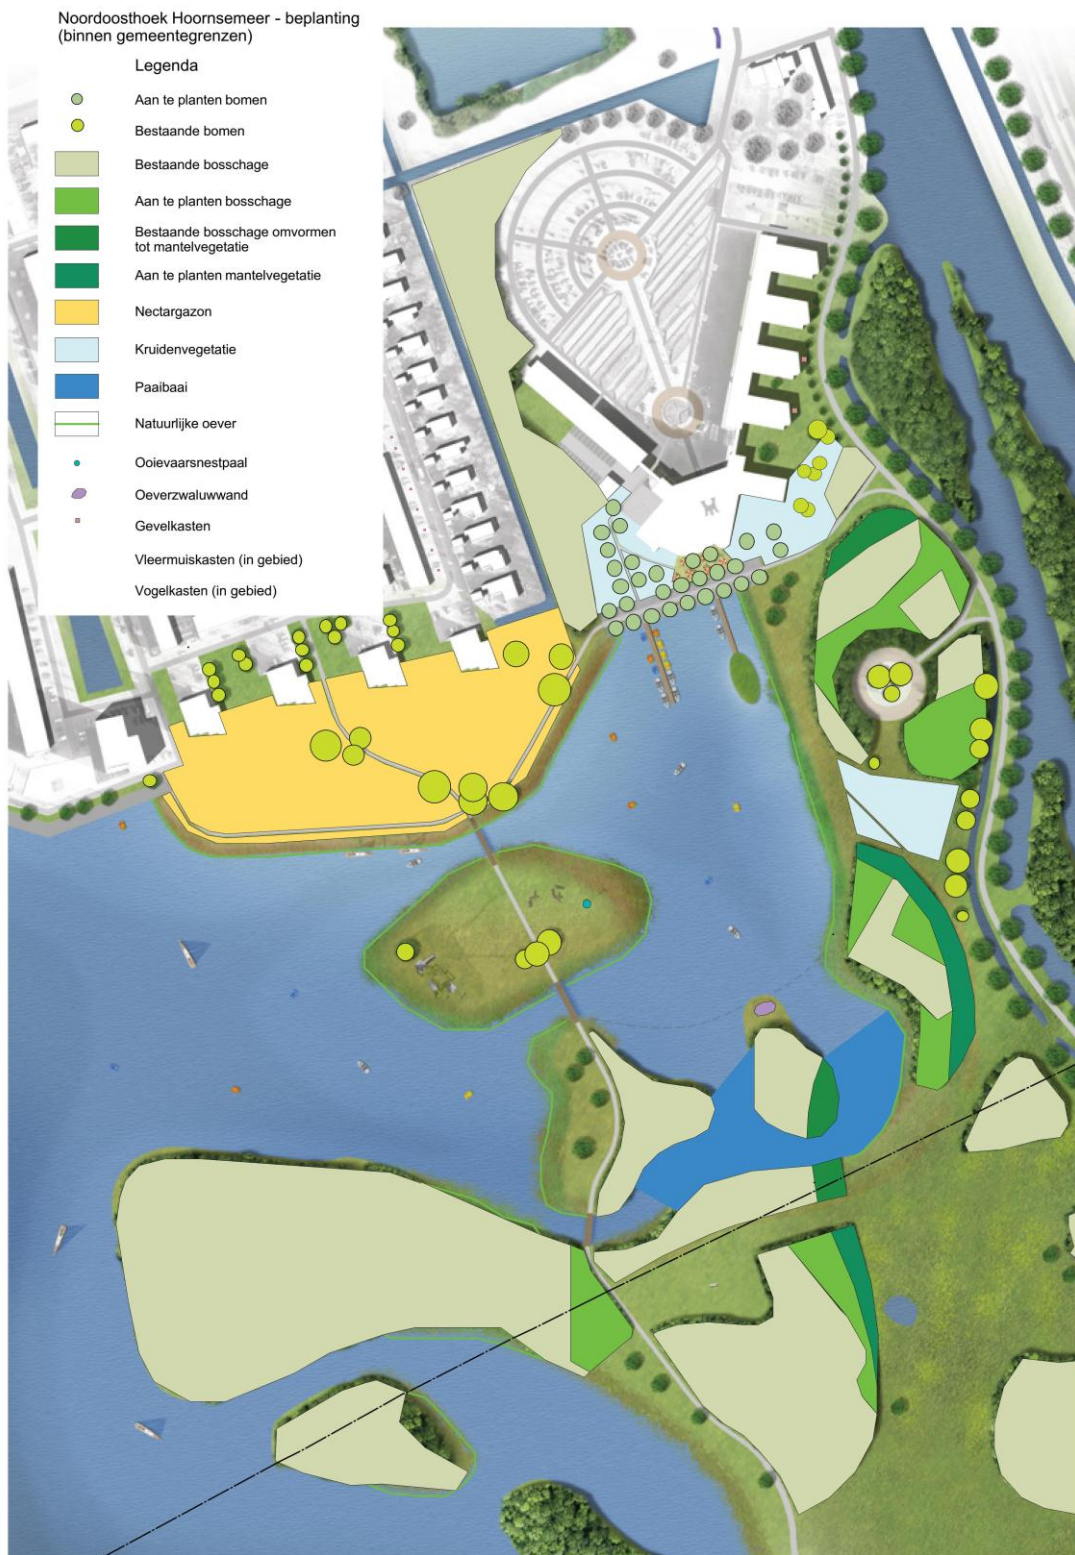 Noordoosthoek Hoornsemeer - beplanting
(binnen gemeentegrenzen)
Legenda
Aan te planten bomen
Bestaande bomen
Bestaande bosschage
Aan te planten bosschage
Bestaande bosschage omvormen
tot mantelvegetatie
Aan te planten mantelvegetatie
Nectargazon
Kruidenvegetatie
Paaibaai
Natuurlijke oever
Ooievaarsnestpaal
Oeverzwaluwwand
Gevelkasten
Vleermuiskasten (in gebied)
Vogelkasten (in gebied)